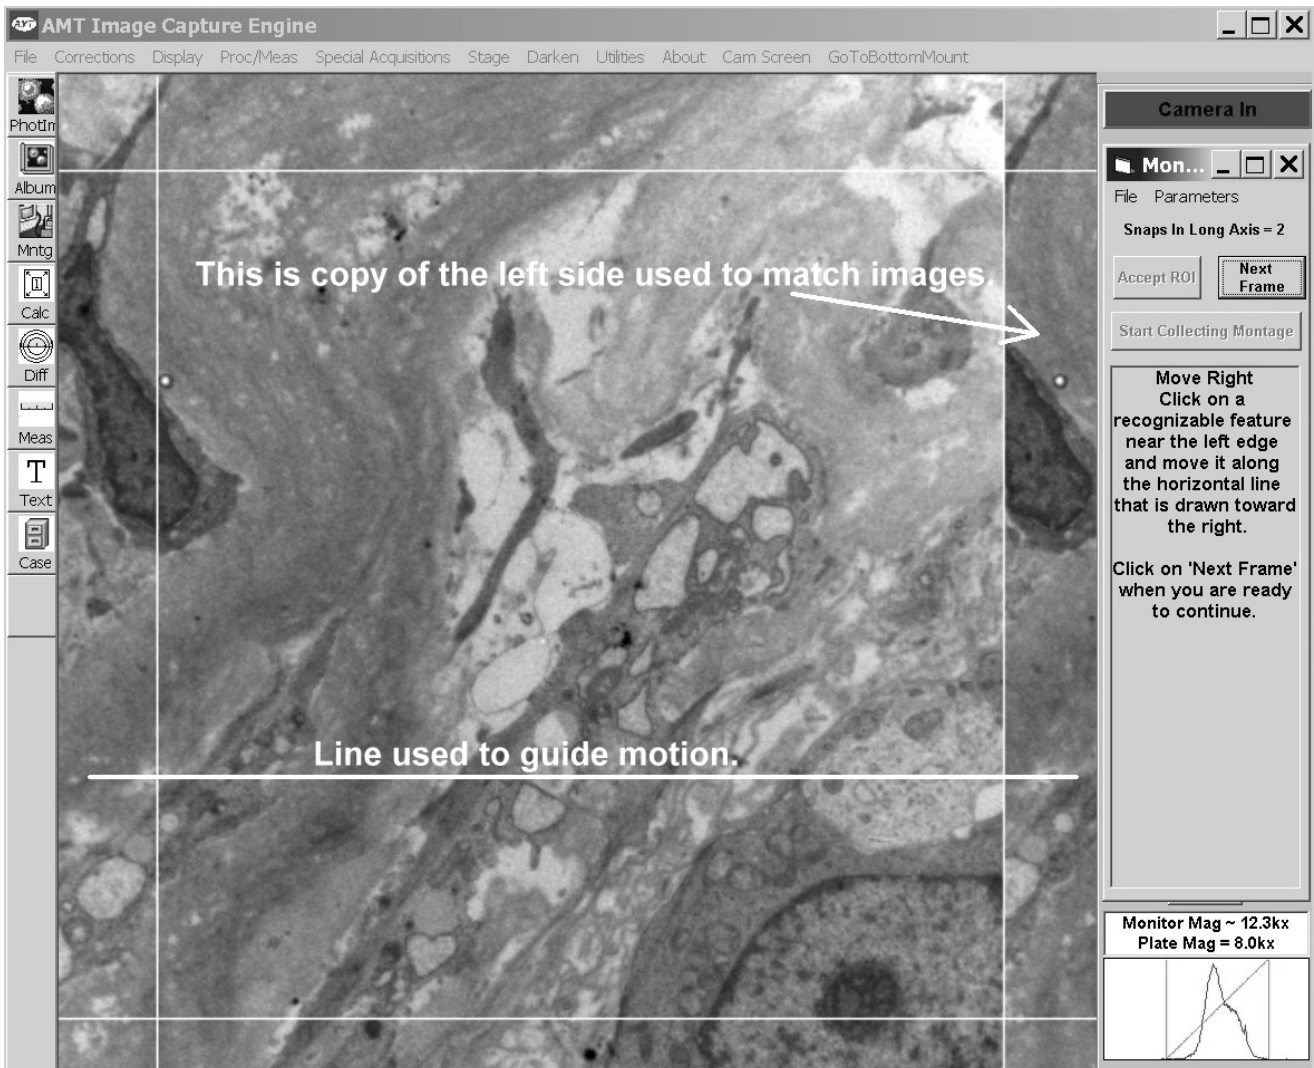 AMT AMT Image Capture Engine
File Corrections Display Proc/Meas Special Acquisitions Stage Darken Utilities About Cam Screen GoToBottomMount
PhotIm
Album
Mntg
Calc
Diff
Meas
T
Text
Case
This is copy of the left side used to match images.
Line used to guide motion.
Camera In
Mon...
File Parameters
Snaps In Long Axis = 2
Accept ROI
Next
Frame
Start Collecting Montage
Move Right
Click on a
recognizable feature
near the left edge
and move it along
the horizontal line
that is drawn toward
the right.
Click on 'Next Frame'
when you are ready
to continue.
Monitor Mag ~ 12.3kx
Plate Mag = 8.0kx